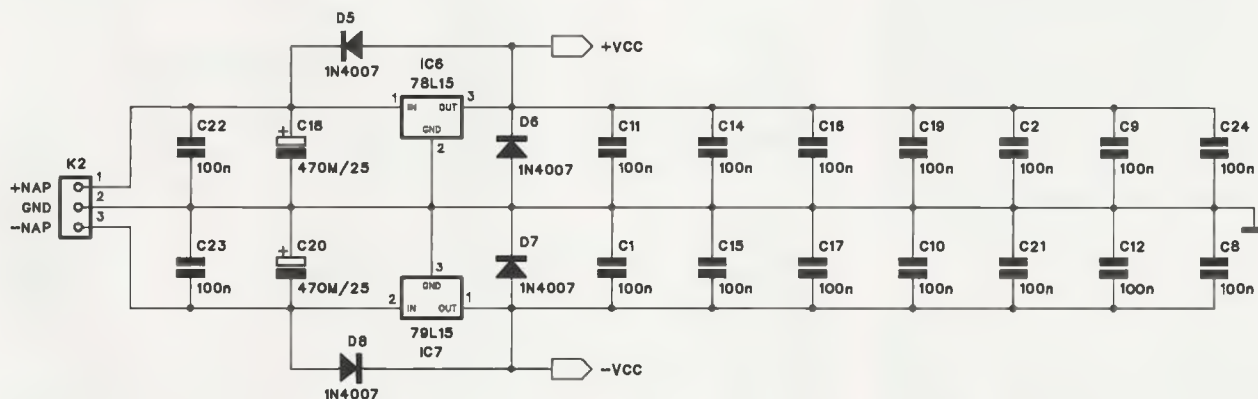 D5
1N4007
+VCC
IC6
78L15
1 IN OUT 3
GND
2
C22
100n
C18
470M/25
D6
1N4007
C11
100n
C14
100n
C16
100n
C19
100n
C2
100n
C9
100n
C24
100n
K2
+NAP 1
GND 2
-NAP 3
C23
100n
C20
470M/25
3
GND
2 IN OUT 1
79L15
IC7
D7
1N4007
C1
100n
C15
100n
C17
100n
C10
100n
C21
100n
C12
100n
C8
100n
D8
1N4007
-VCC